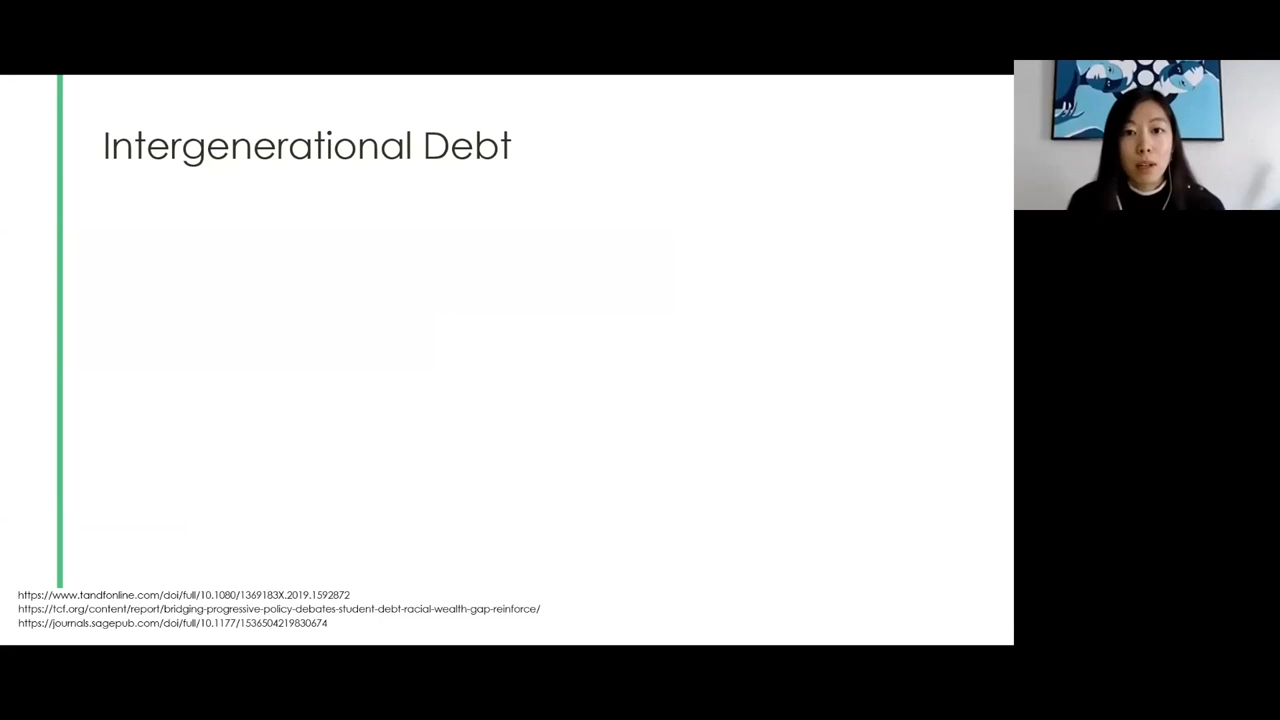 Intergenerational Debt
https://www.tandfonline.com/doi/full/10.1080/1369183X.2019.1592872
https://tcf.org/content/report/bridging-progressive-policy-debates-student-debt-racial-wealth-gap-reinforce/
https://journals.sagepub.com/doi/full/10.1177/1536504219830674